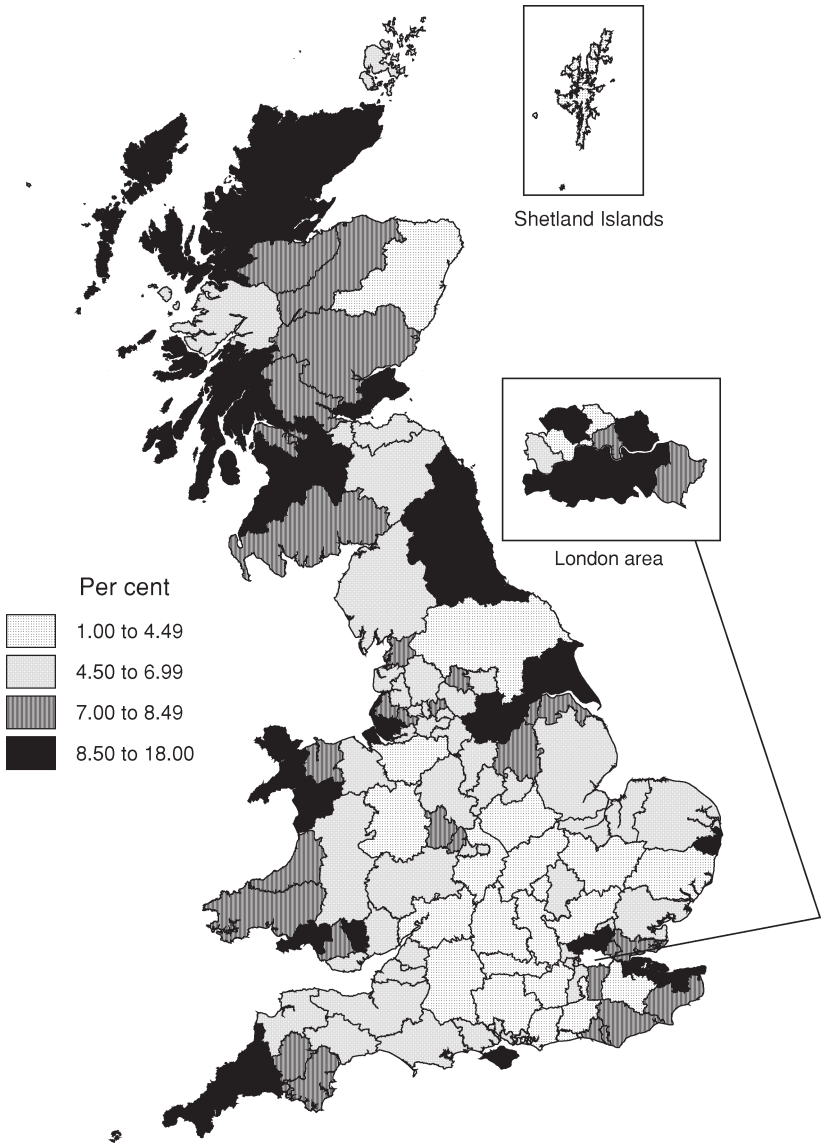 Shetland Islands
London area
Per cent
1.00 to 4.49
4.50 to 6.99
7.00 to 8.49
8.50 to 18.00